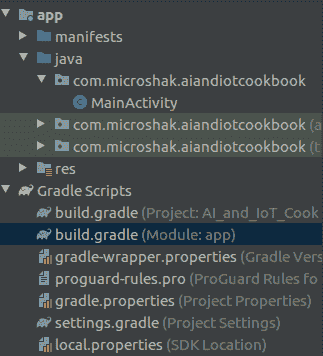 app
manifests
java
com.microshak.aiandiotcookbook
MainActivity
com.microshak.aiandiotcookbook (a
com.microshak.aiandiotcookbook (t
res
Gradle Scripts
build.gradle (Project: AI_and_IoT_Cook
build.gradle (Module: app)
gradle-wrapper.properties (Gradle Vers
proguard-rules.pro (ProGuard Rules fo
gradle.properties (Project Properties)
settings.gradle (Project Settings)
local.properties (SDK Location)